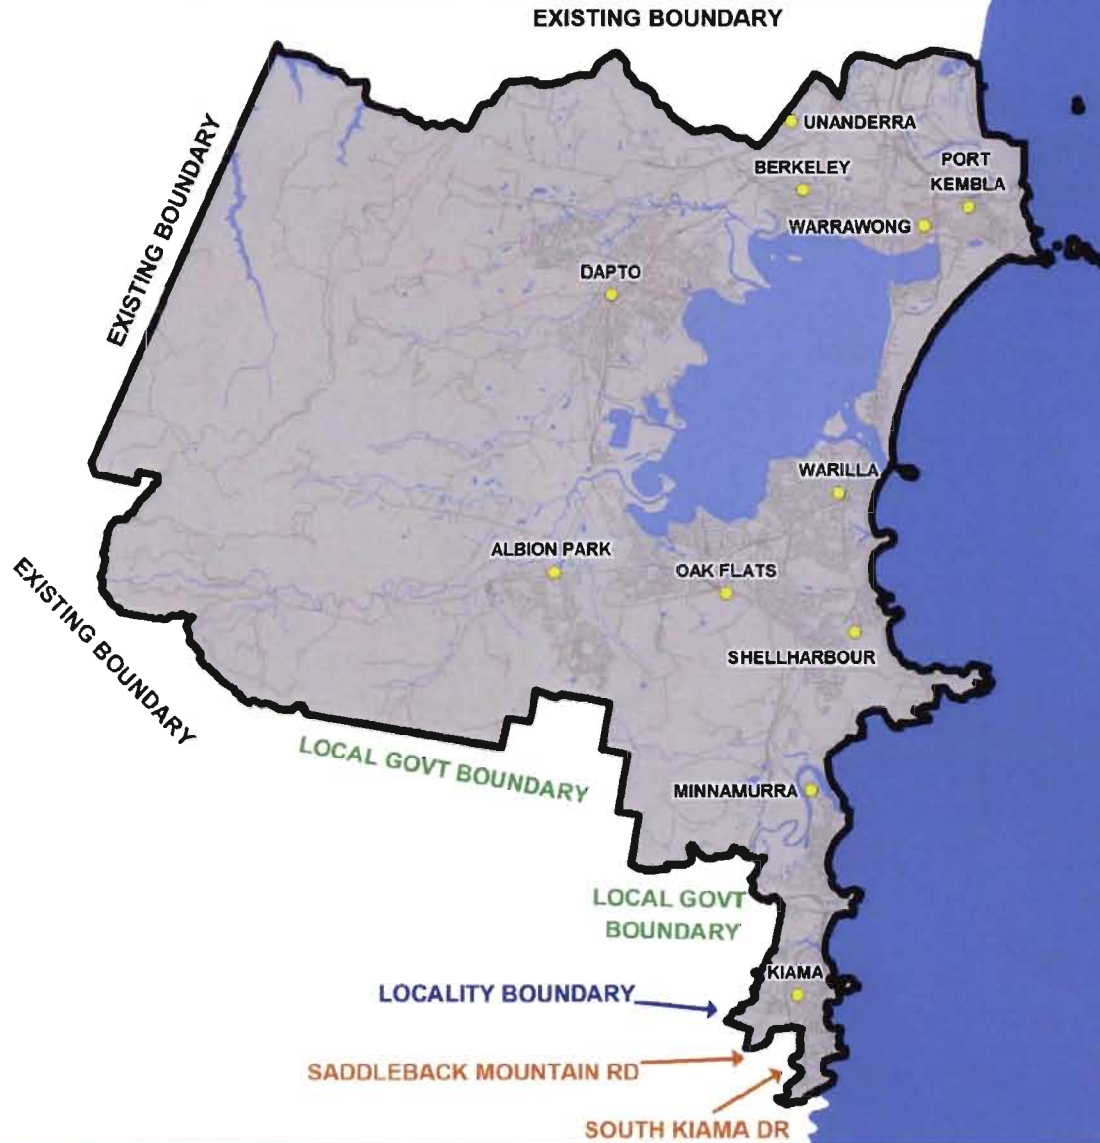 EXISTING BOUNDARY
UNANDERRA
BERKELEY
PORT
KEMBLA
WARRAWONG
EXISTING BOUNDARY
DAPTO
WARILLA
ALBION PARK
OAK FLATS
EXISTING BOUNDARY
SHELLHARBOUR
LOCAL GOVT BOUNDARY
MINNAMURRA
LOCAL GOVT
BOUNDARY
KIAMA
LOCALITY BOUNDARY
SADDLEBACK MOUNTAIN RD
SOUTH KIAMA DR